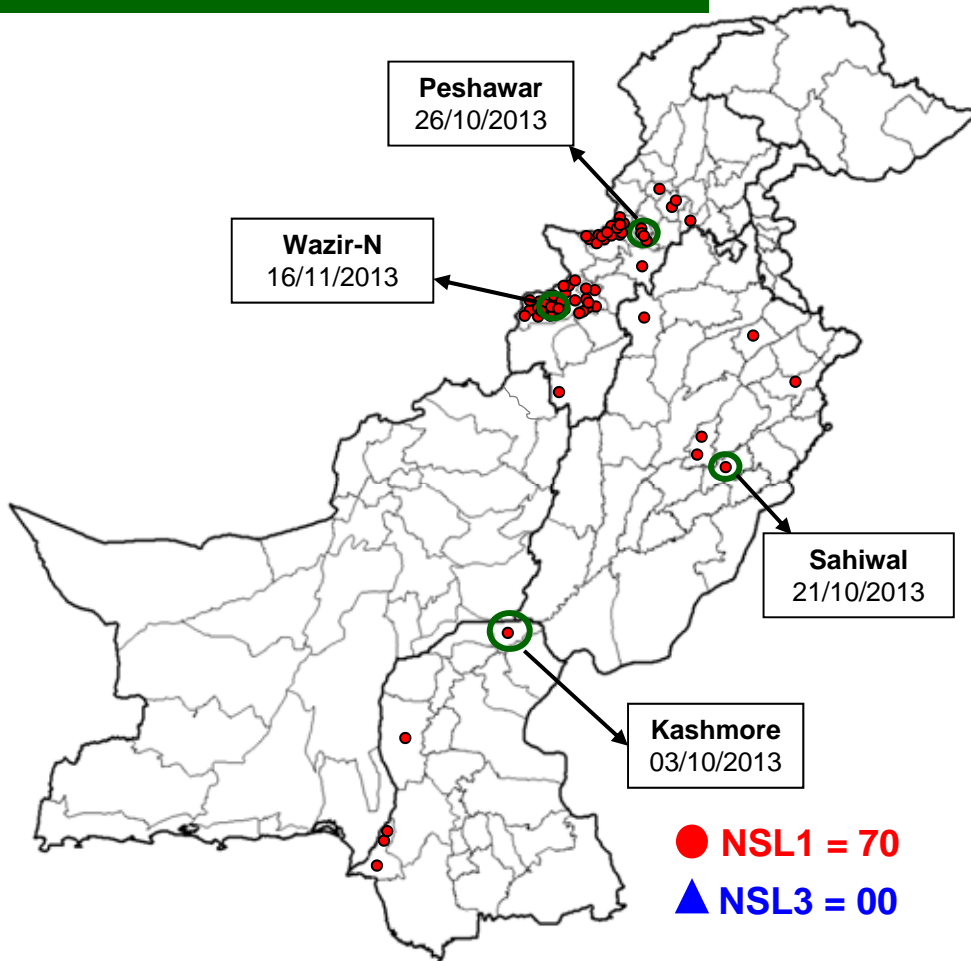 Peshawar
26/10/2013
Wazir-N
16/11/2013
Sahiwal
21/10/2013
Kashmore
03/10/2013
NSL1 = 70
NSL3 = 00